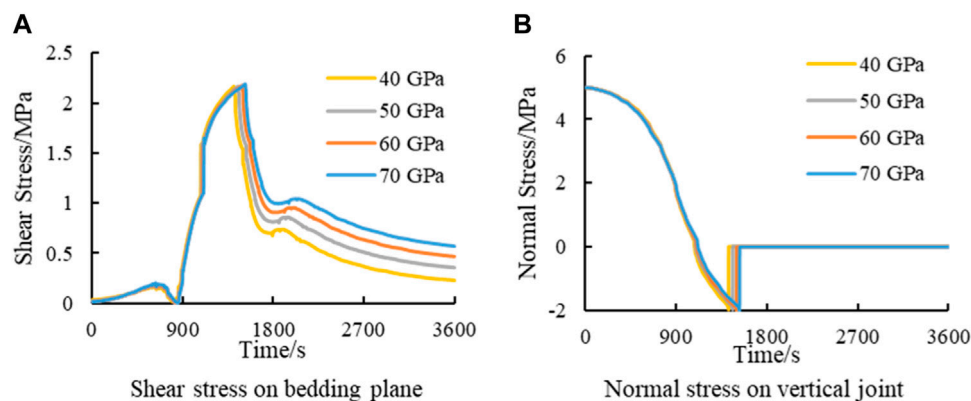 A
Shear Stress/MPa
2.5
2
1.5
1
0.5
0
40 GPa
50 GPa
60 GPa
70 GPa
0 900 1800 2700 3600
Time/s
Shear stress on bedding plane
B
Normal Stress/MPa
6
4
2
0
-2
40 GPa
50 GPa
60 GPa
70 GPa
0 900 1800 2700 3600
Time/s
Normal stress on vertical joint